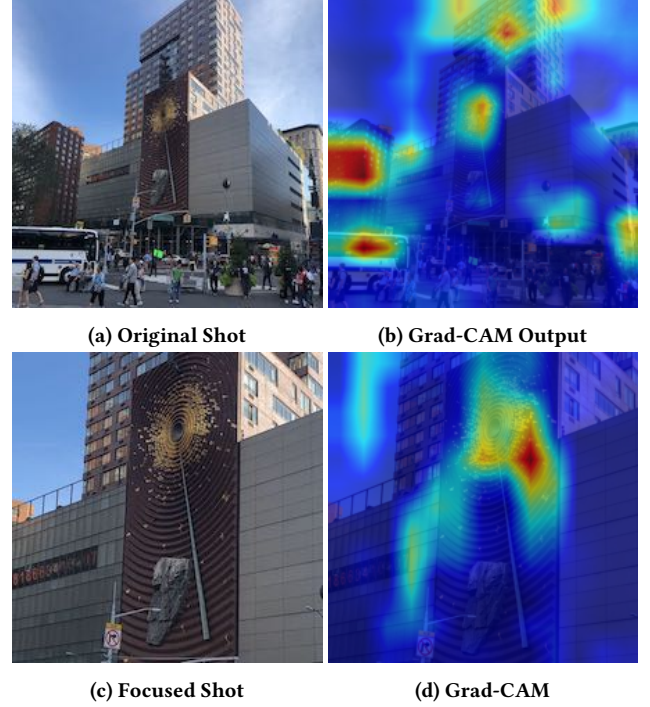 (a) Original Shot
(b) Grad-CAM Output
(c) Focused Shot
(d) Grad-CAM